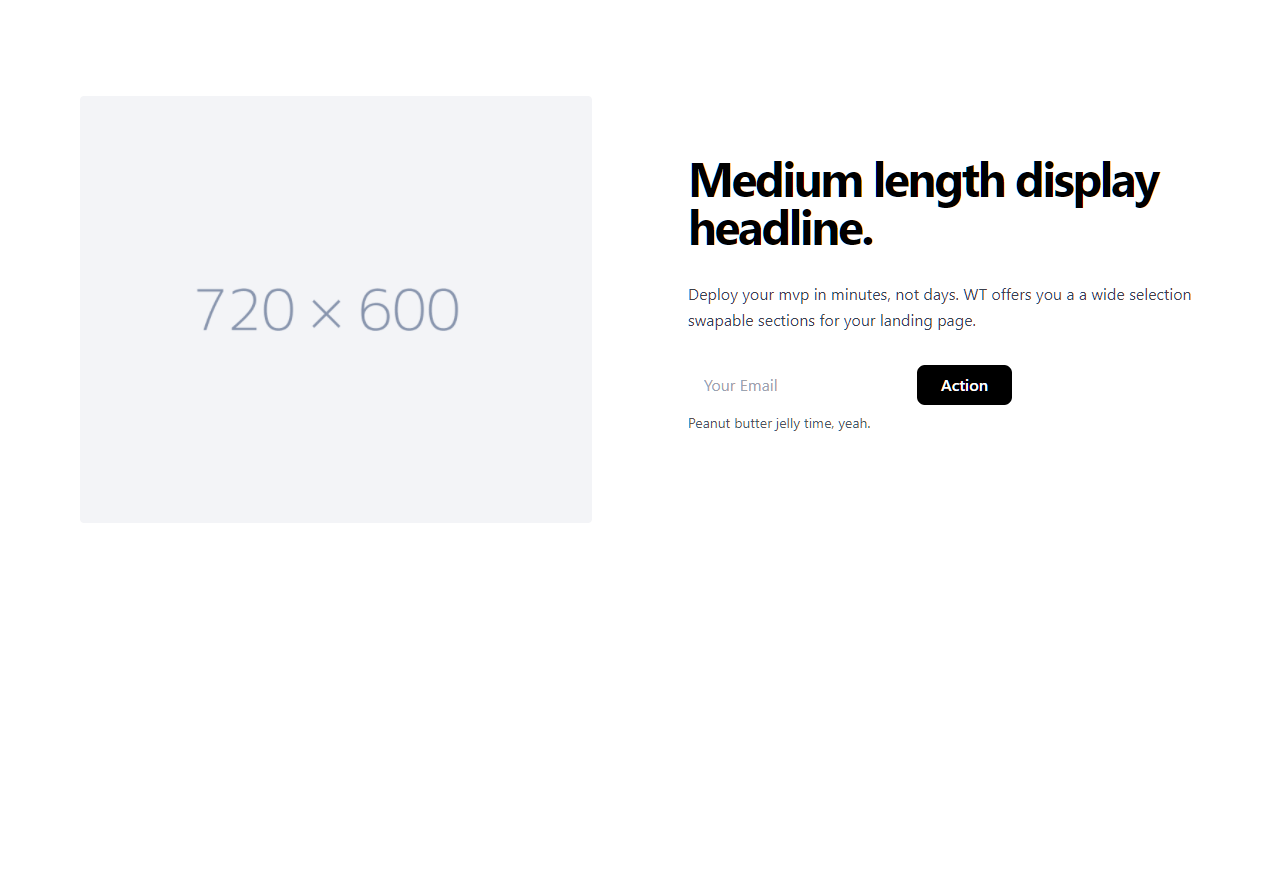 720 × 600
Medium length display
headline.
Deploy your mvp in minutes, not days. WT offers you a a wide selection
swapable sections for your landing page.
Your Email
Action
Peanut butter jelly time, yeah.